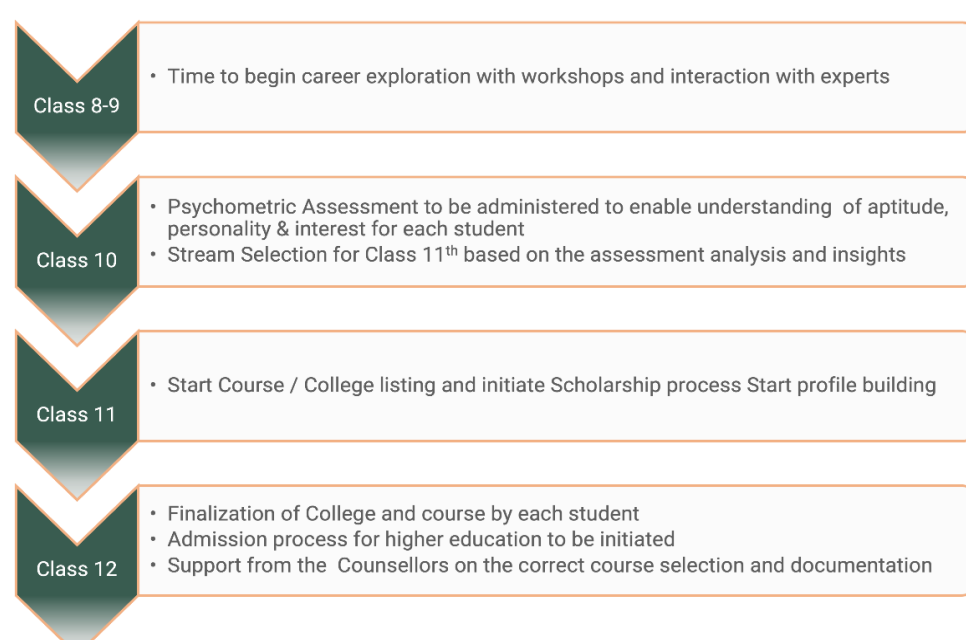 Class 8-9
• Time to begin career exploration with workshops and interaction with experts
Class 10
• Psychometric Assessment to be administered to enable understanding  of aptitude,
personality & interest for each student
• Stream Selection for Class 11th based on the assessment analysis and insights
Class 11
• Start Course / College listing and initiate Scholarship process Start profile building
Class 12
• Finalization of College and course by each student
• Admission process for higher education to be initiated
• Support from the  Counsellors on the correct course selection and documentation